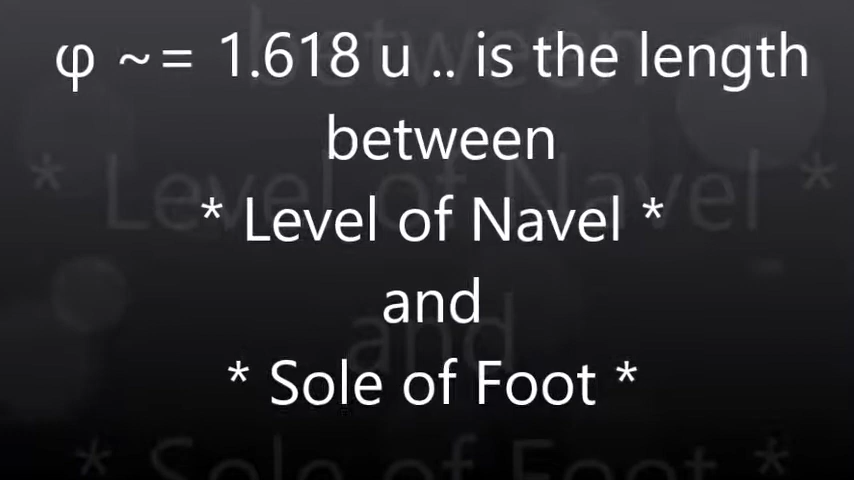 φ ~= 1.618 u .. is the length
between
* Level of Navel *
and
* Sole of Foot *